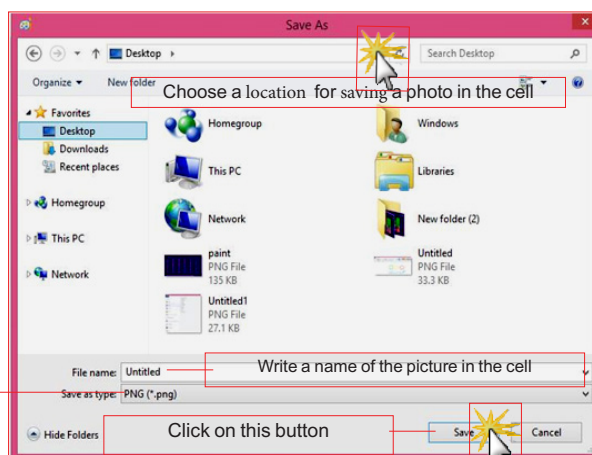 Save As
Desktop
Search Desktop
Organize
New folder
Choose a location for saving a photo in the cell
Favorites
Desktop
Downloads
Recent places
Homegroup
This PC
Network
Homegroup
Windows
This PC
Libraries
Network
New folder (2)
paint
PNG File
135 KB
Untitled
PNG File
33.3 KB
Untitled1
PNG File
27.1 KB
File name: Untitled
Write a name of the picture in the cell
Save as type: PNG (*.png)
Hide Folders
Click on this button
Save
Cancel